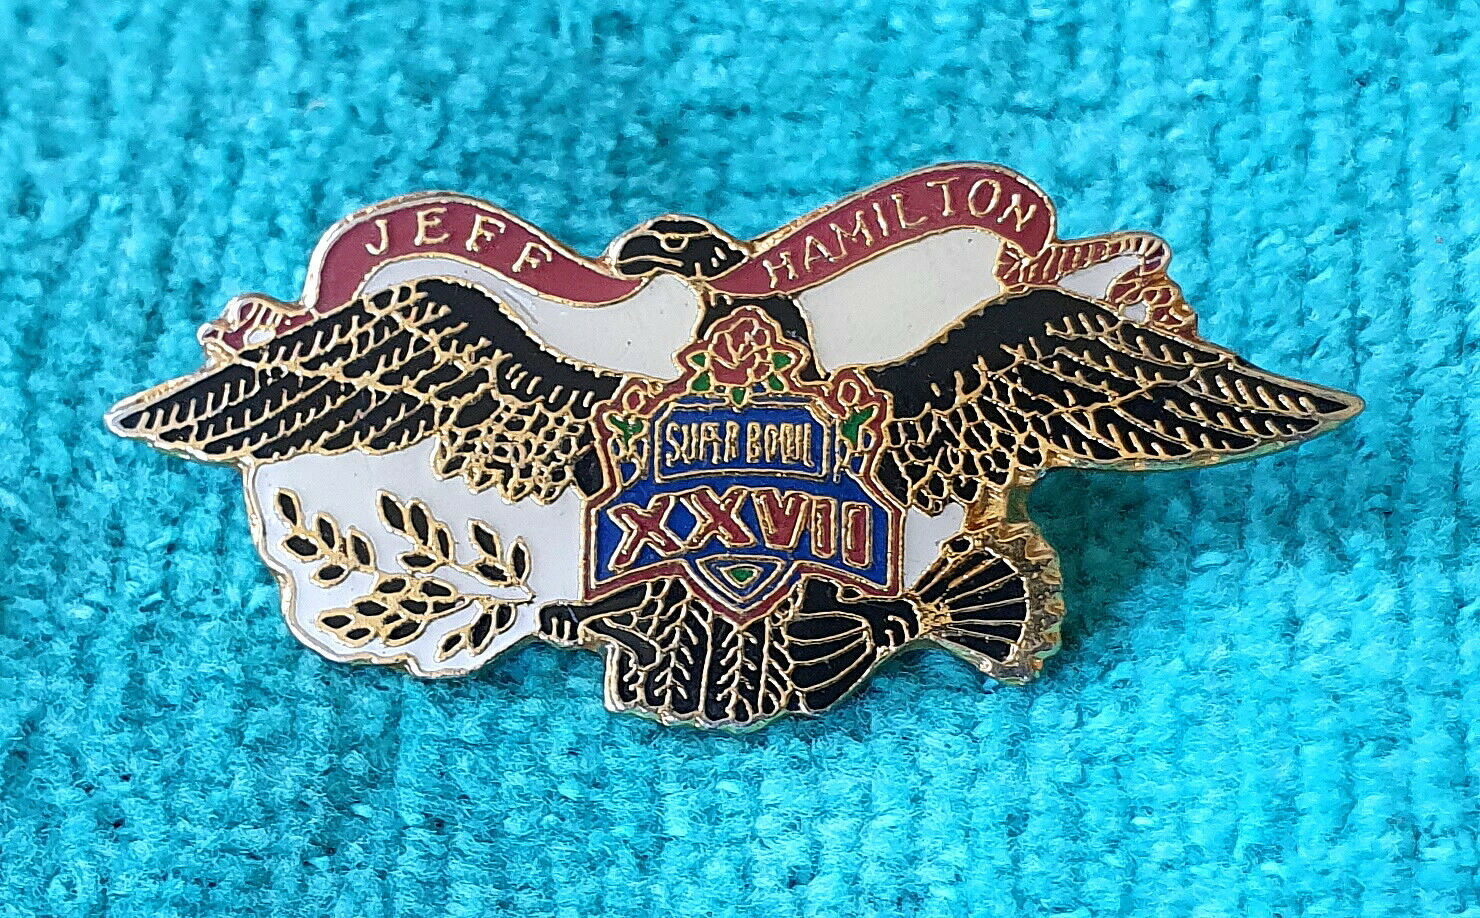 JEFF HAMILTON
SUPER BOWL
XXVII